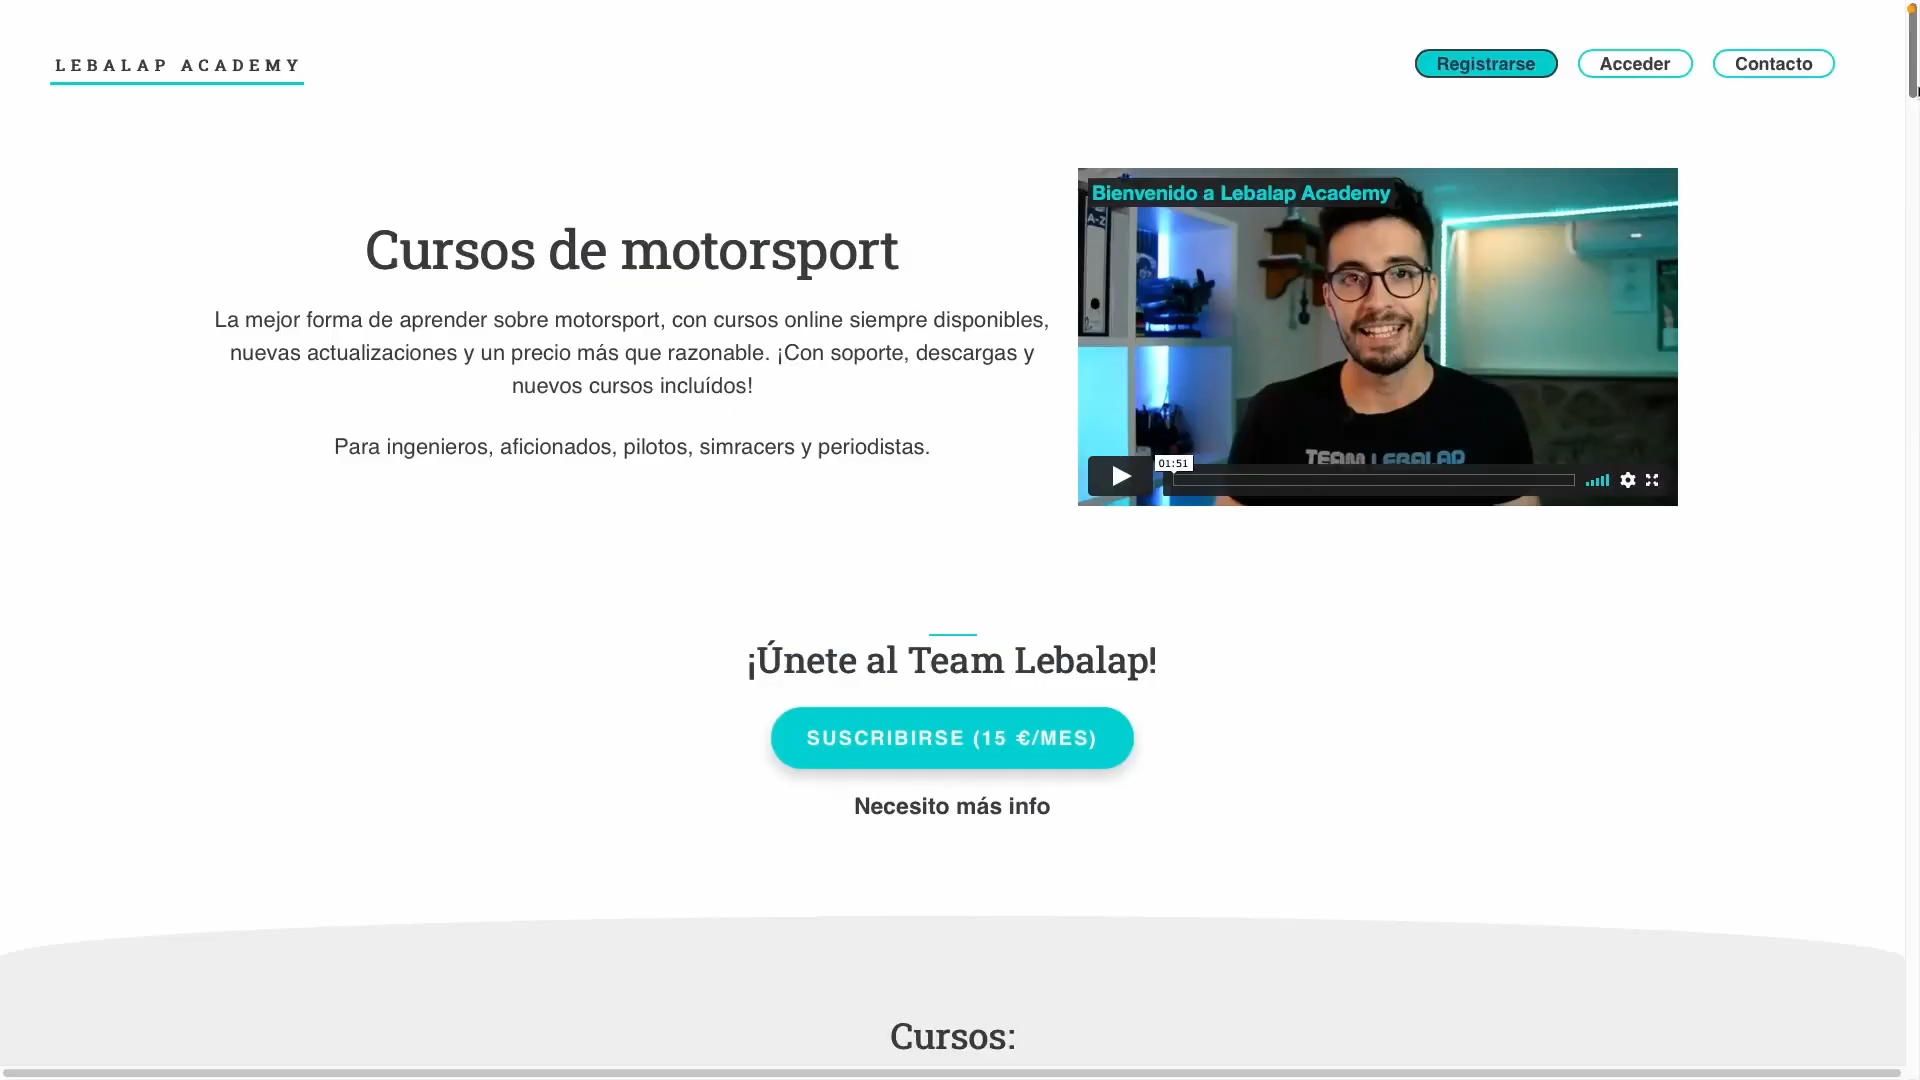 LEBALAP ACADEMY
Registrarse
Acceder
Contacto
Cursos de motorsport
La mejor forma de aprender sobre motorsport, con cursos online siempre disponibles,
nuevas actualizaciones y un precio más que razonable. ¡Con soporte, descargas y
nuevos cursos incluídos!
Para ingenieros, aficionados, pilotos, simracers y periodistas.
Bienvenido a Lebalap Academy
A-Z
TEAM LEBALAP
01:51
¡Únete al Team Lebalap!
SUSCRIBIRSE (15 €/MES)
Necesito más info
Cursos: